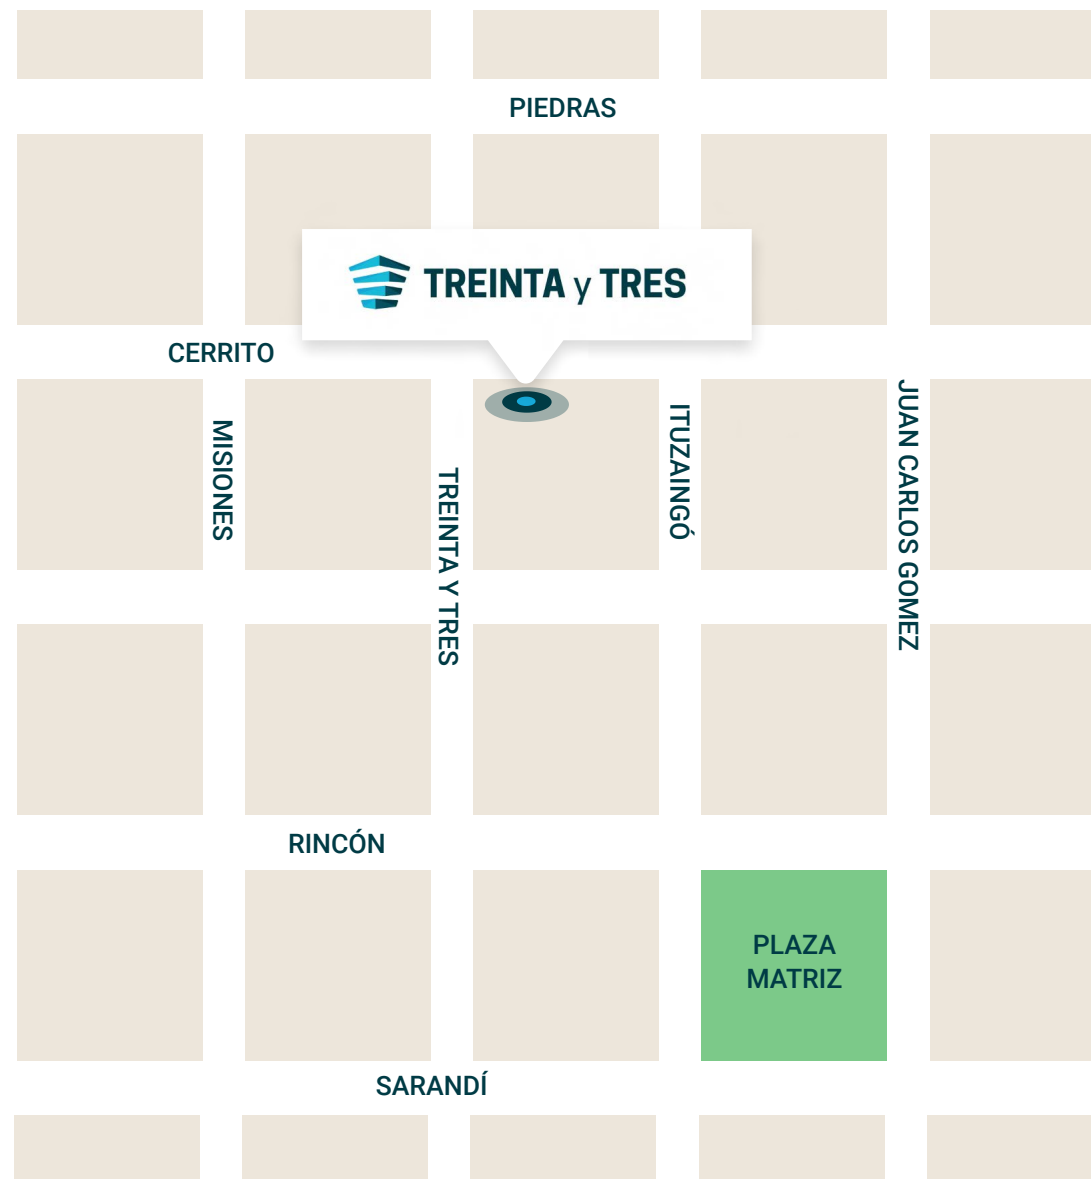 PIEDRAS
TREINTA y TRES
CERRITO
MISIONES
TREINTA Y TRES
ITUZAINGÓ
JUAN CARLOS GOMEZ
RINCÓN
PLAZA
MATRIZ
SARANDÍ